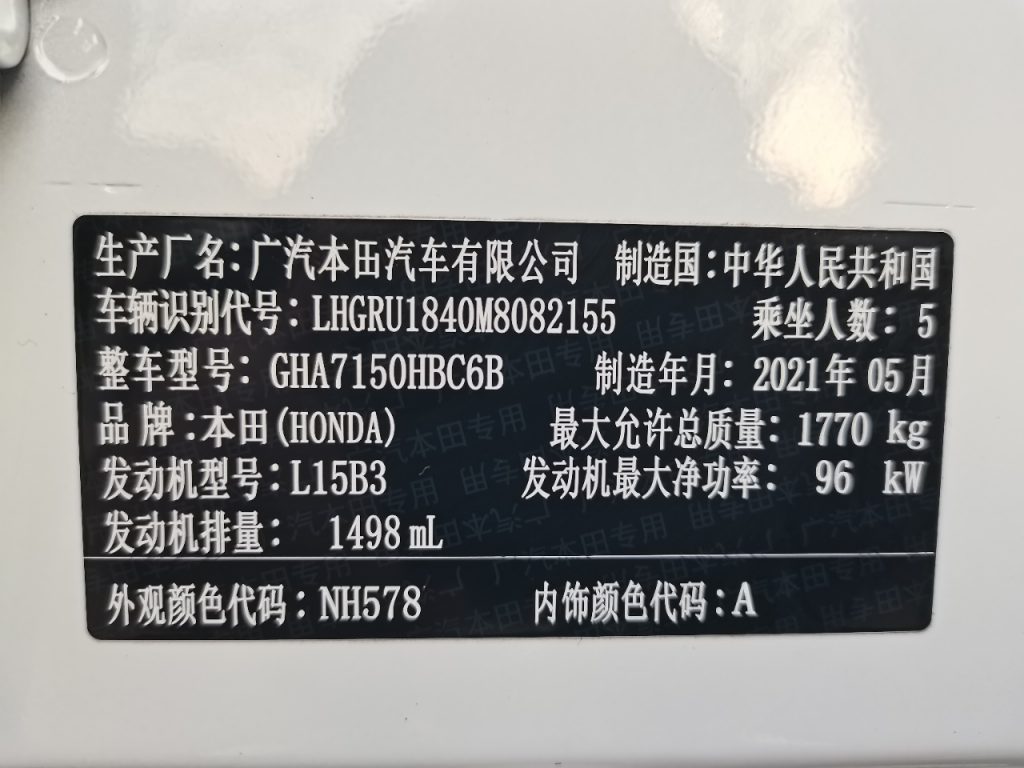 生产厂名:广汽本田汽车有限公司 制造国:中华人民共和国
车辆识别代号:LHGRU1840M8082155 乘坐人数: 5
整车型号: GHA7150HBC6B 制造年月: 2021年05月
品 牌:本田(HONDA) 最大允许总质量: 1770 kg
发动机型号:L15B3 发动机最大净功率: 96 kW
发动机排量: 1498 mL
外观颜色代码:NH578 内饰颜色代码:A